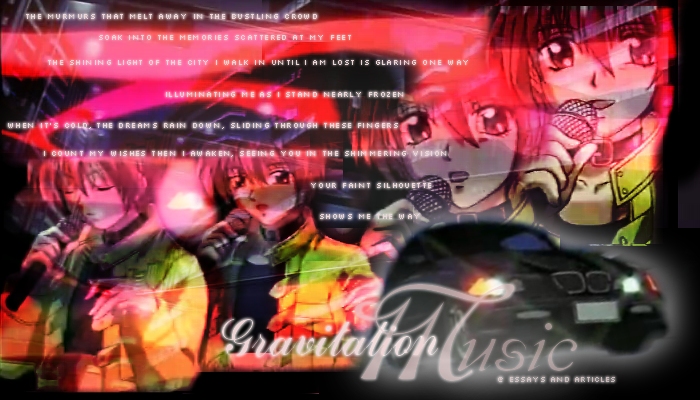 THE MURMURS THAT MELT AWAY IN THE BUSTLING CROWD
SOAK INTO THE MEMORIES SCATTERED AT MY FEET
THE SHINING LIGHT OF THE CITY I WALK IN UNTIL I AM LOST IS GLARING ONE WAY
ILLUMINATING ME AS I STAND NEARLY FROZEN
WHEN IT'S COLD, THE DREAMS RAIN DOWN, SLIDING THROUGH THESE FINGERS
I COUNT MY WISHES THEN I AWAKEN, SEEING YOU IN THE SHIMMERING VISION
YOUR FAINT SILHOUETTE
SHOWS ME THE WAY
Gravitation Music
@ ESSAYS AND ARTICLES